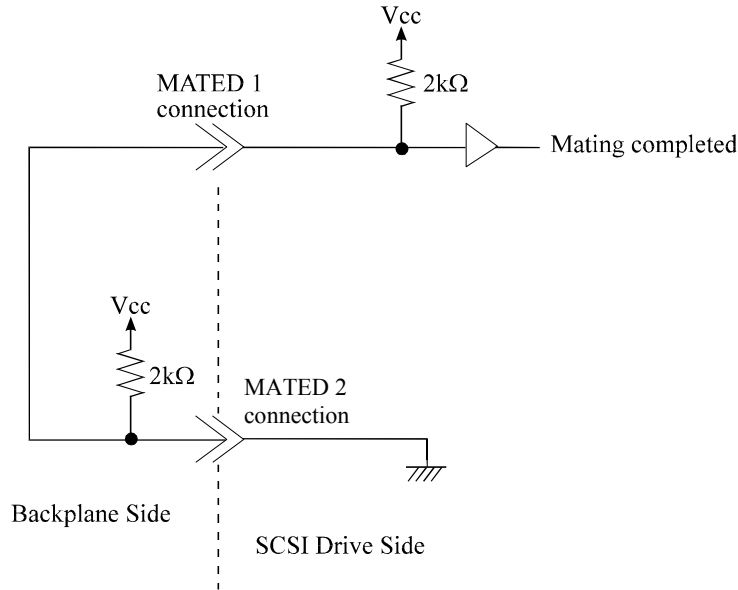 Vcc
2kΩ
MATED 1
connection
Mating completed
Vcc
2kΩ
MATED 2
connection
Backplane Side
SCSI Drive Side